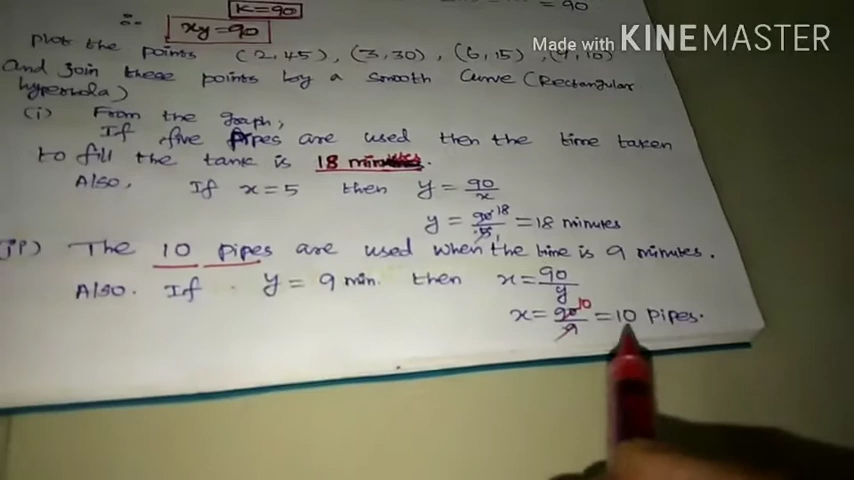 = 90
K=90
∴ xy=90
Made with KINEMASTER
Plot the points (2,45), (3,30), (6,15), (9,10)
And Join these points by a smooth Curve (Rectangular
hyperbola)
(i) From the graph,
If five Pipes are used then the time taken
to fill the tank is 18 minutes.
Also, If x=5 then y = 90/x
y = 90/5 18 1 = 18 minutes
(ii) The 10 pipes are used when the time is 9 minutes.
Also. If y = 9 min. then x = 90/y
x = 90/9 10 = 10 Pipes.